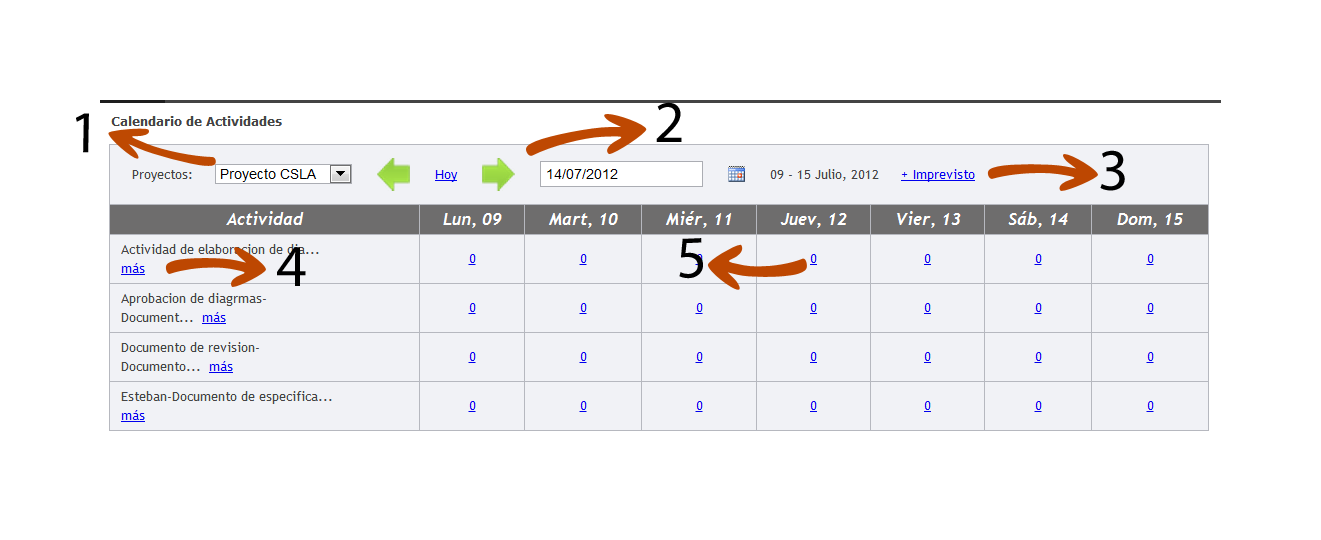 1
2
Calendario de Actividades
3
Proyectos: Proyecto CSLA Hoy 14/07/2012 09 - 15 Julio, 2012 + Imprevisto
Actividad Lun, 09 Mart, 10 Miér, 11 Juev, 12 Vier, 13 Sáb, 14 Dom, 15
Actividad de elaboracion de dia...
más 4 0 0 5 0 0 0 0
Aprobacion de diagrmas-
Document... más 0 0 0 0 0 0 0
Documento de revision-
Documento... más 0 0 0 0 0 0 0
Esteban-Documento de especifica...
más 0 0 0 0 0 0 0